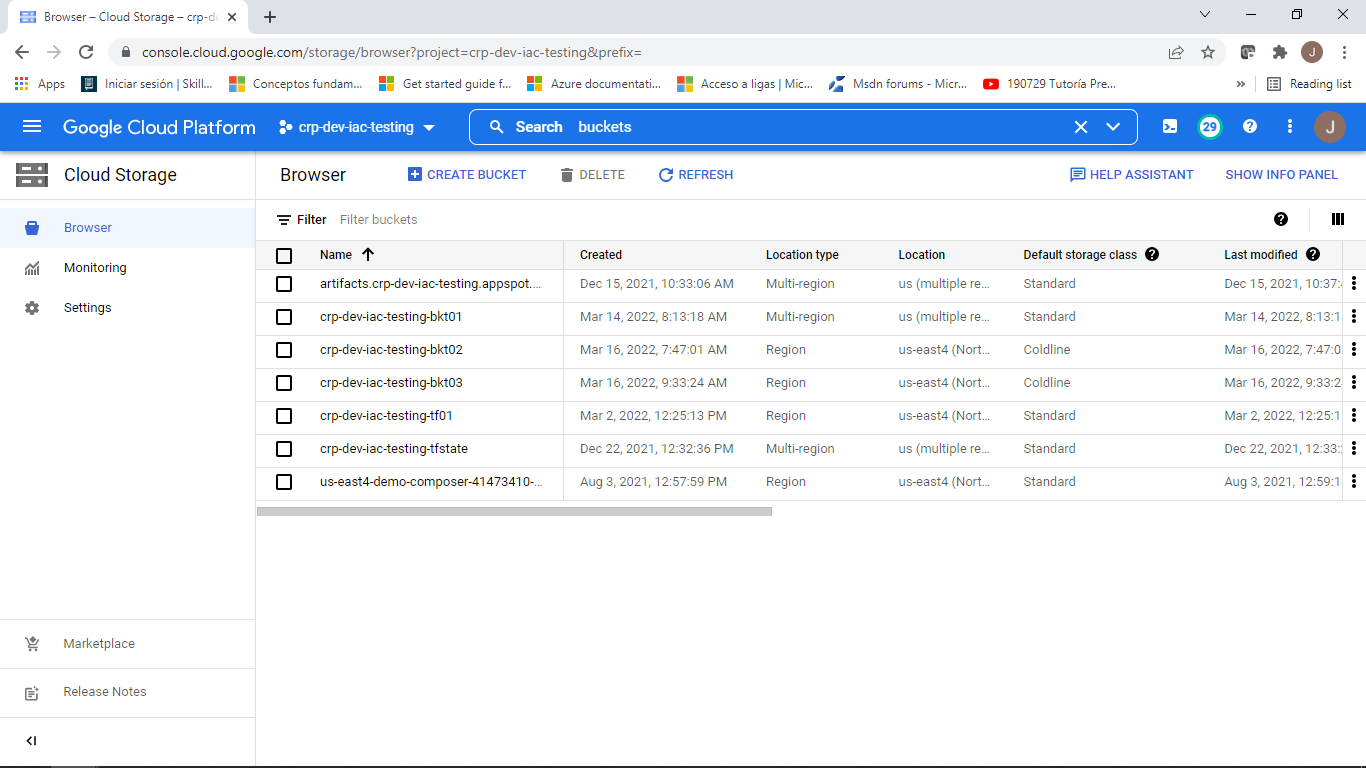 Browser – Cloud Storage – crp-de
console.cloud.google.com/storage/browser?project=crp-dev-iac-testing&prefix=
J
Apps Iniciar sesión | Skill... Conceptos fundam... Get started guide f... Azure documentati... Acceso a ligas | Mic... Msdn forums - Micr... 190729 Tutoría Pre... » Reading list
Google Cloud Platform crp-dev-iac-testing Search buckets 29 J
Cloud Storage Browser CREATE BUCKET DELETE REFRESH HELP ASSISTANT SHOW INFO PANEL
Browser
Monitoring
Settings
Marketplace
Release Notes
Filter Filter buckets
Name Created Location type Location Default storage class Last modified
artifacts.crp-dev-iac-testing.appspot.... Dec 15, 2021, 10:33:06 AM Multi-region us (multiple re... Standard Dec 15, 2021, 10:37:
crp-dev-iac-testing-bkt01 Mar 14, 2022, 8:13:18 AM Multi-region us (multiple re... Standard Mar 14, 2022, 8:13:1
crp-dev-iac-testing-bkt02 Mar 16, 2022, 7:47:01 AM Region us-east4 (Nort... Coldline Mar 16, 2022, 7:47:0
crp-dev-iac-testing-bkt03 Mar 16, 2022, 9:33:24 AM Region us-east4 (Nort... Coldline Mar 16, 2022, 9:33:2
crp-dev-iac-testing-tf01 Mar 2, 2022, 12:25:13 PM Region us-east4 (Nort... Standard Mar 2, 2022, 12:25:1
crp-dev-iac-testing-tfstate Dec 22, 2021, 12:32:36 PM Multi-region us (multiple re... Standard Dec 22, 2021, 12:33:
us-east4-demo-composer-41473410-... Aug 3, 2021, 12:57:59 PM Region us-east4 (Nort... Standard Aug 3, 2021, 12:59:1